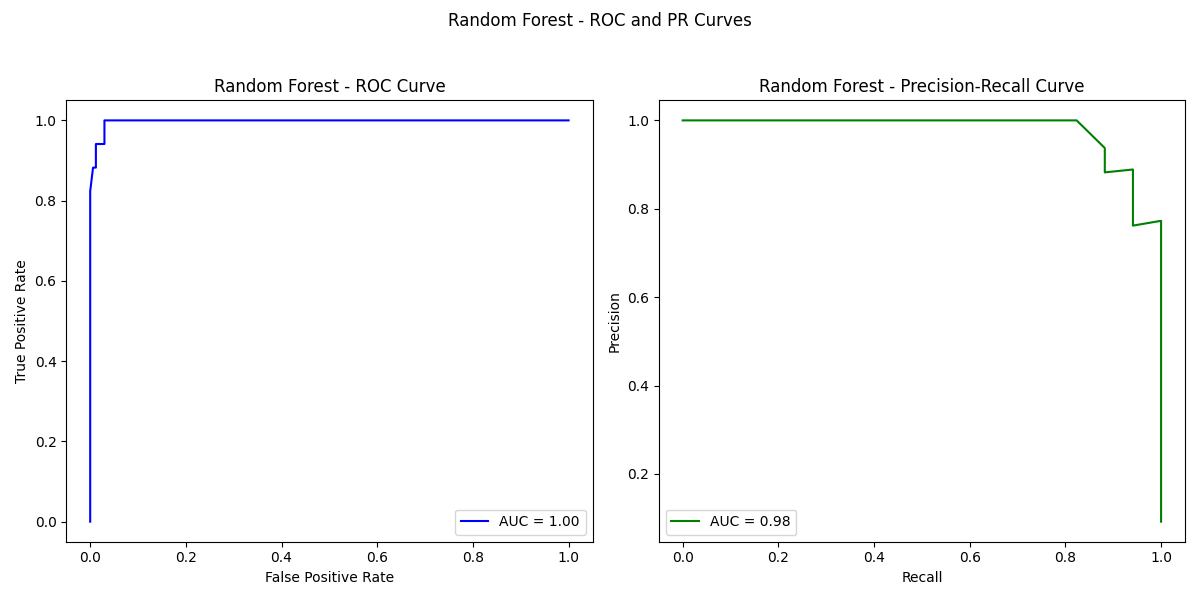 Random Forest - ROC and PR Curves
Random Forest - ROC Curve
True Positive Rate
1.0
0.8
0.6
0.4
0.2
0.0
AUC = 1.00
0.0 0.2 0.4 0.6 0.8 1.0
False Positive Rate
Random Forest - Precision-Recall Curve
Precision
1.0
0.8
0.6
0.4
0.2
AUC = 0.98
0.0 0.2 0.4 0.6 0.8 1.0
Recall